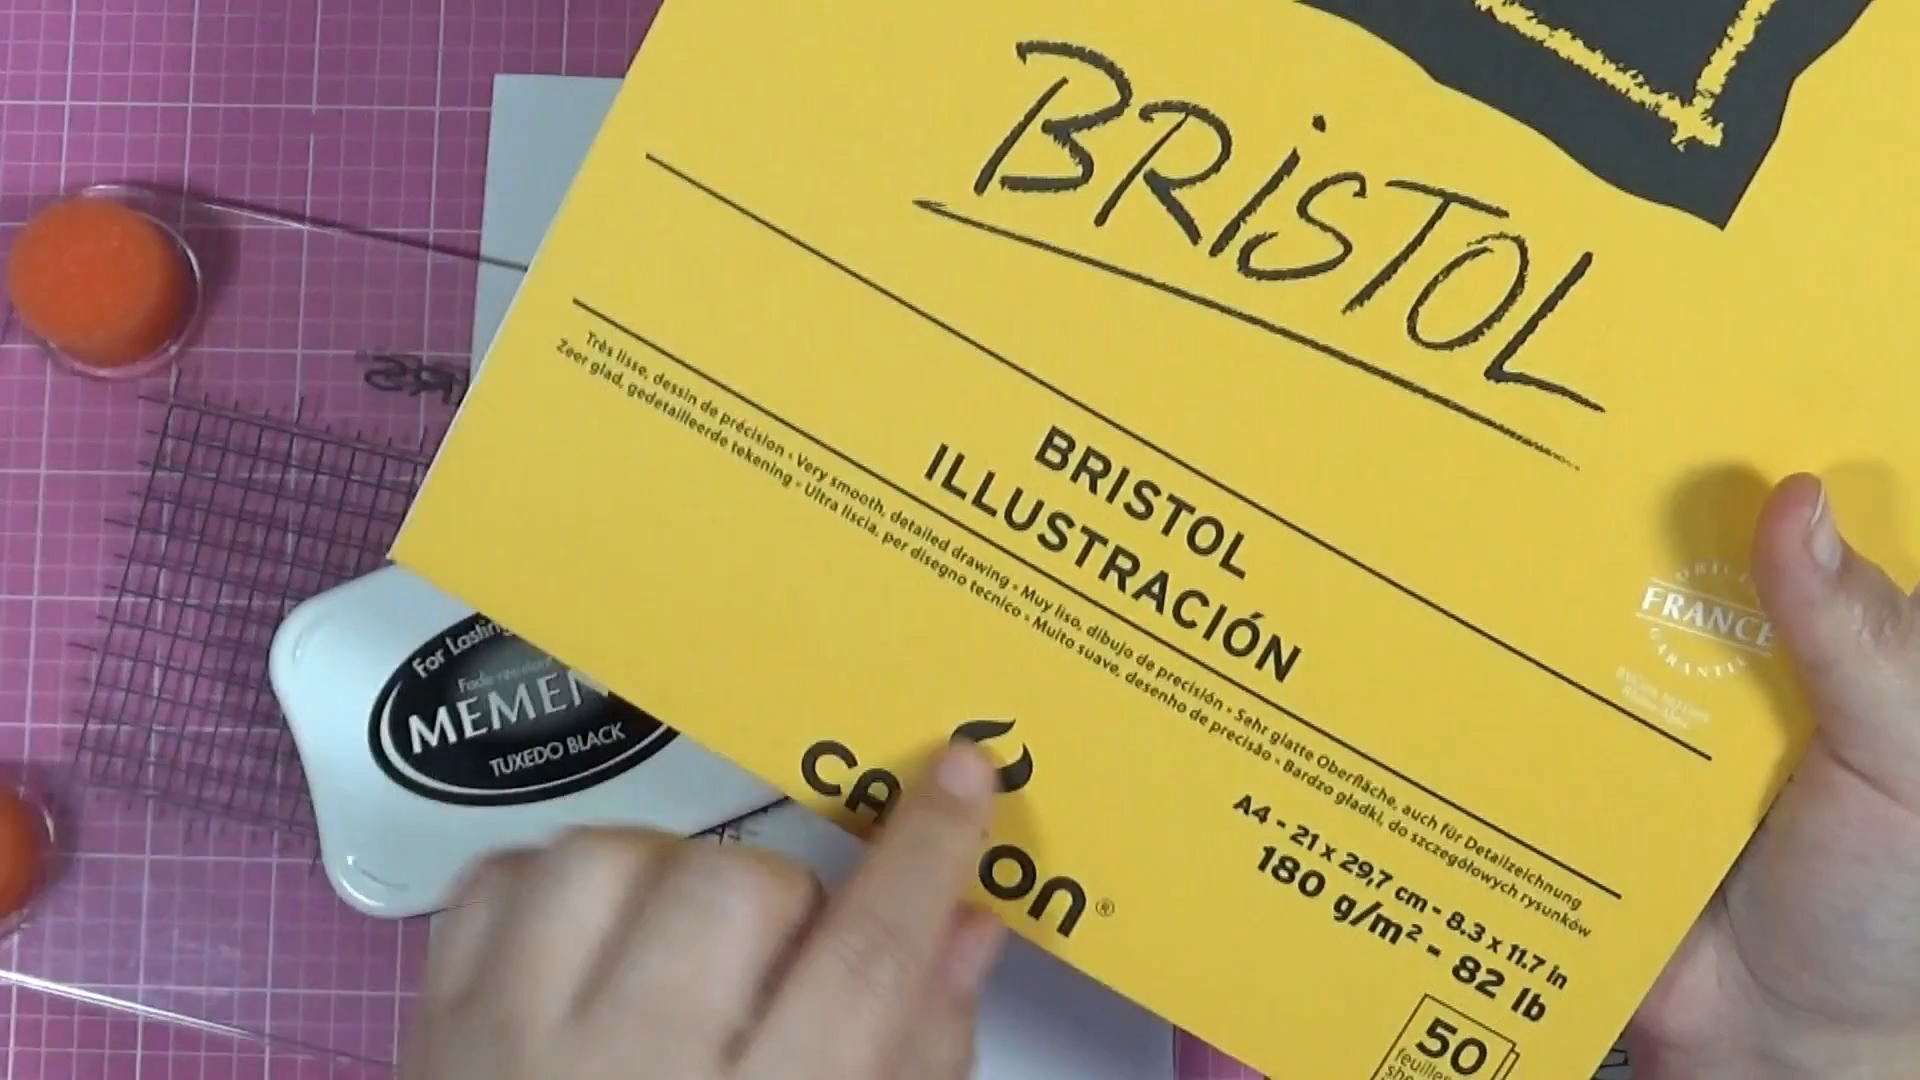 BRISTOL
BRISTOL
ILLUSTRACIÓN
Très lisse, dessin de précision • Very smooth, detailed drawing • Muy liso, dibujo de precisión • Sehr glatte Oberfläche, auch für Detailzeichnung
Zeer glad, gedetailleerde tekening • Ultra liscia, per disegno tecnico • Muito suave, desenho de precisão • Bardzo gładki, do szczegółowych rysunków
FRANCE
For Lasting
TUXEDO BLACK
A4 - 21 x 29,7 cm - 8.3 x 11.7 in
180 g/m² - 82 lb
50